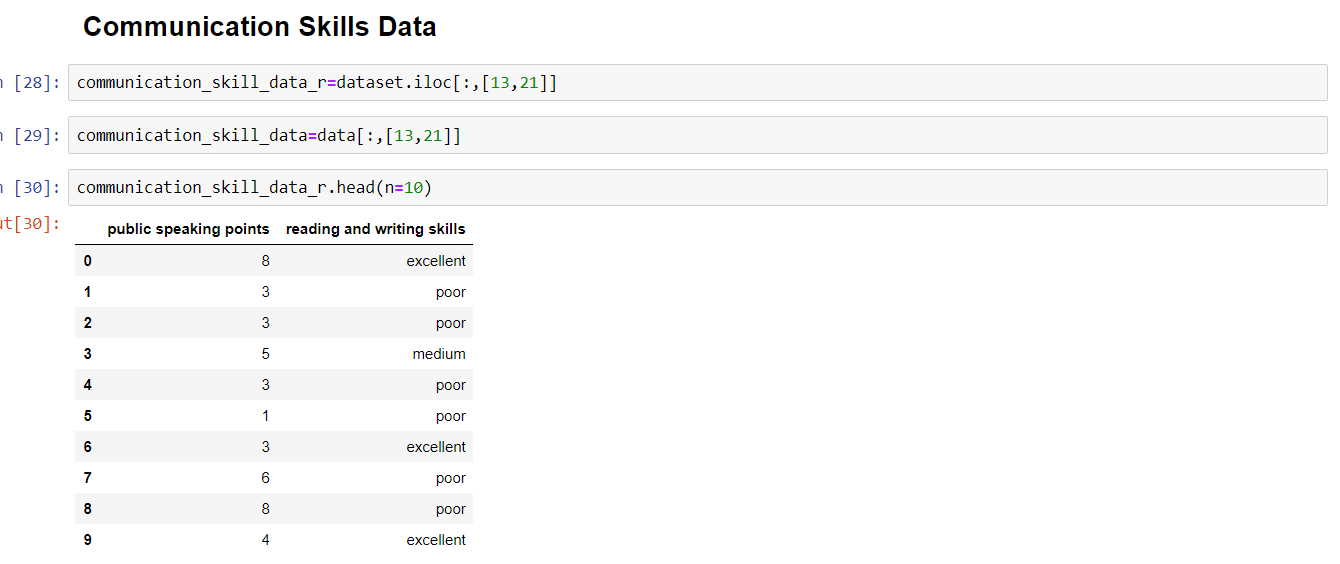 Communication Skills Data
n [28]: communication_skill_data_r=dataset.iloc[:,[13,21]]
n [29]: communication_skill_data=data[:,[13,21]]
n [30]: communication_skill_data_r.head(n=10)
ut[30]:
public speaking points reading and writing skills
0 8 excellent
1 3 poor
2 3 poor
3 5 medium
4 3 poor
5 1 poor
6 3 excellent
7 6 poor
8 8 poor
9 4 excellent